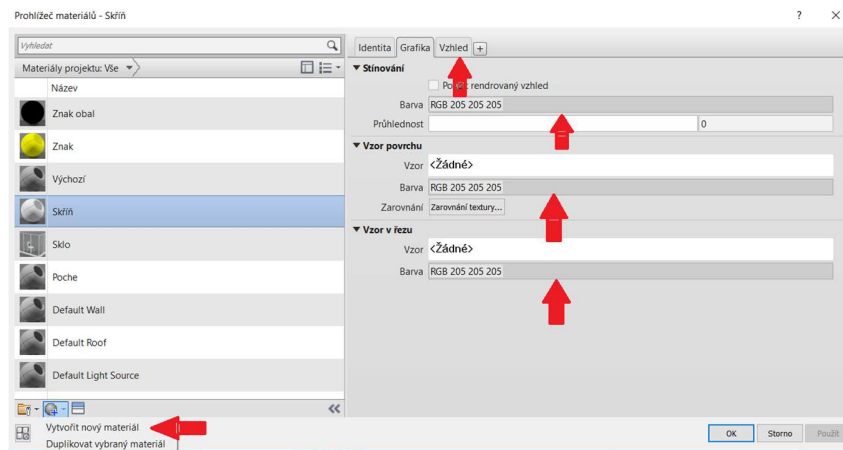 Prohlížeč materiálů - Skříň
Vyhledat
Materiály projektu: Vše
Název
Znak obal
Znak
Výchozí
Skříň
Sklo
Poche
Default Wall
Default Roof
Default Light Source
Vytvořit nový materiál
Duplikovat vybraný materiál
Identita Grafika Vzhled
Stínování
rendrovaný vzhled
Barva RGB 205 205 205
Průhlednost 0
Vzor povrchu
Vzor <Žádné>
Barva RGB 205 205 205
Zarovnání Zarovnání textury...
Vzor v řezu
Vzor <Žádné>
Barva RGB 205 205 205
OK Storno Použít